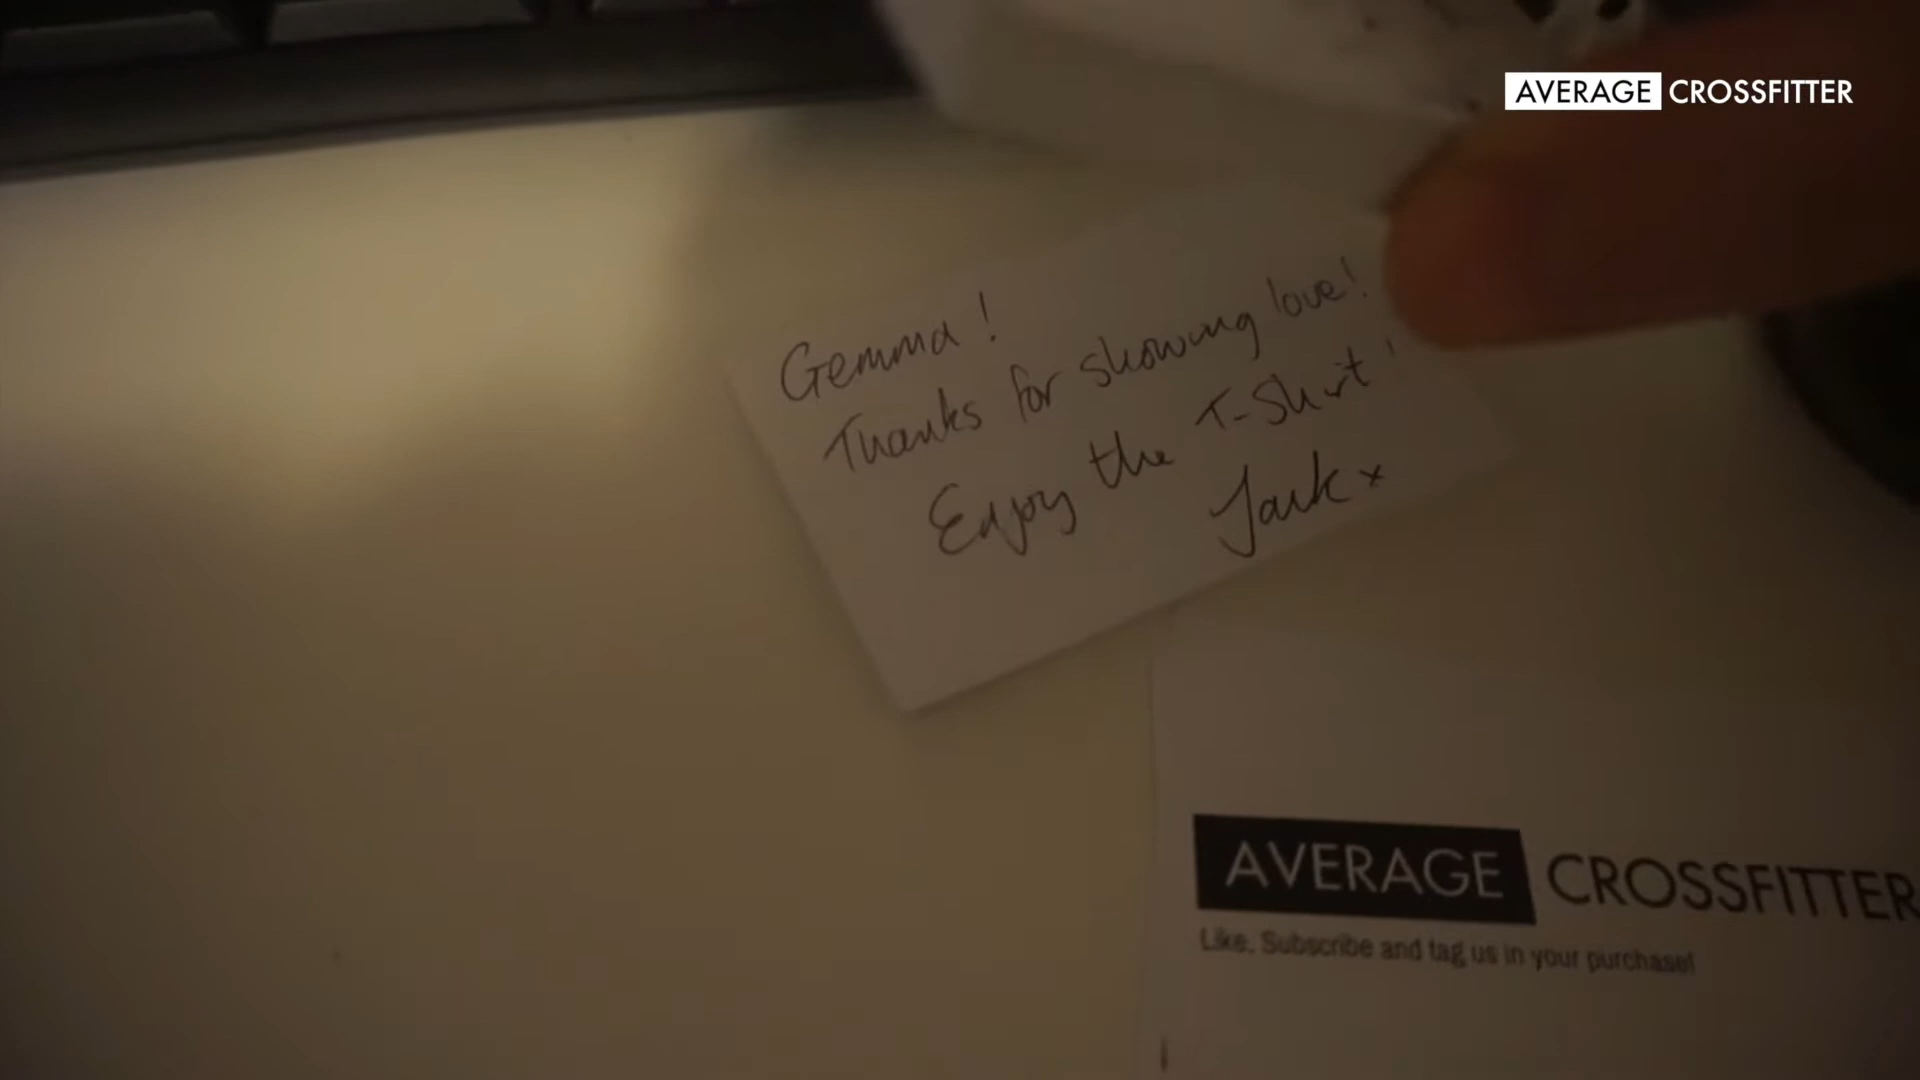 AVERAGE CROSSFITTER
Gemma!
Thanks for showing love!
Enjoy the T-Shirt!
Jack x
AVERAGE CROSSFITTER
Like, Subscribe and tag us in your purchase!